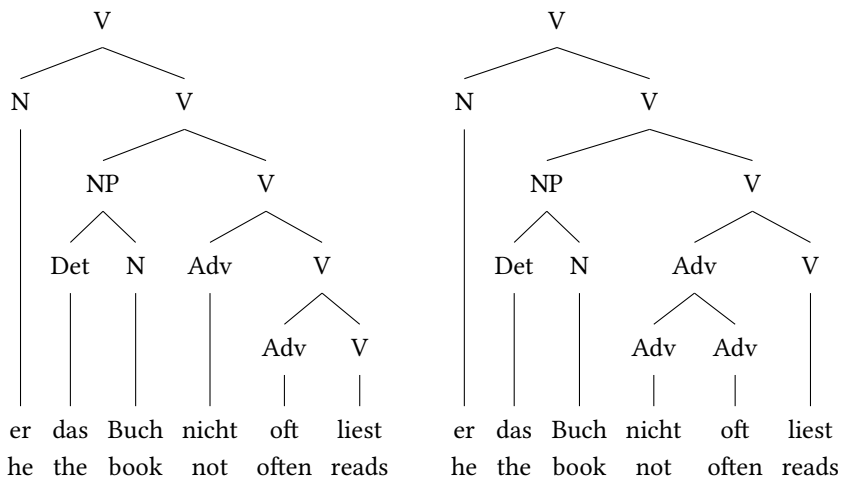 V V
N V N V
NP V NP V
Det N Adv V Det N Adv V
Adv V Adv Adv
er das Buch nicht oft liest er das Buch nicht oft liest
he the book not often reads he the book not often reads